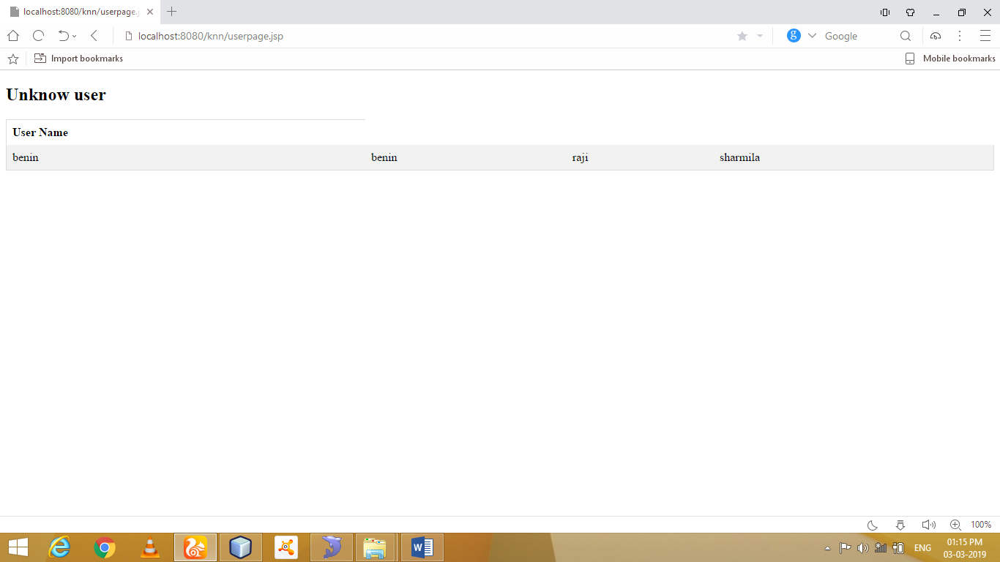 localhost:8080/knn/userpage.j
localhost:8080/knn/userpage.jsp
Google
Import bookmarks
Mobile bookmarks
Unknow user
User Name
benin benin raji sharmila
100%
ENG
01:15 PM
03-03-2019